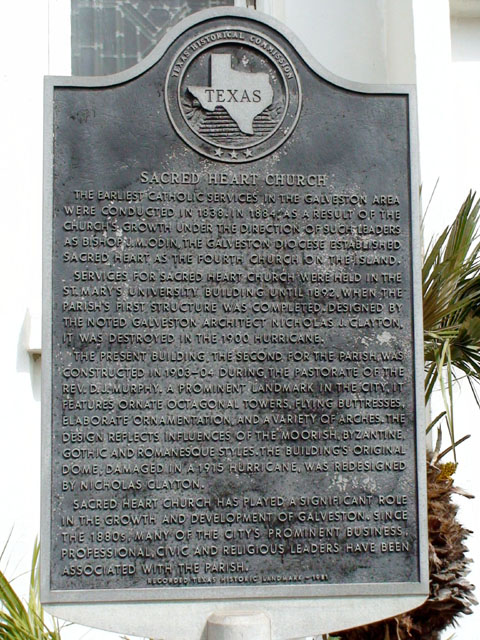 TEXAS HISTORICAL COMMISSION
TEXAS
SACRED HEART CHURCH
THE EARLIEST CATHOLIC SERVICES IN THE GALVESTON AREA
WERE CONDUCTED IN 1838. IN 1884, AS A RESULT OF THE
CHURCH'S GROWTH UNDER THE DIRECTION OF SUCH LEADERS
AS BISHOP J. M. ODIN, THE GALVESTON DIOCESE ESTABLISHED
SACRED HEART AS THE FOURTH CHURCH ON THE ISLAND.
SERVICES FOR SACRED HEART CHURCH WERE HELD IN THE
ST. MARY'S UNIVERSITY BUILDING UNTIL 1892, WHEN THE
PARISH'S FIRST STRUCTURE WAS COMPLETED. DESIGNED BY
THE NOTED GALVESTON ARCHITECT NICHOLAS J. CLAYTON,
IT WAS DESTROYED IN THE 1900 HURRICANE.
THE PRESENT BUILDING, THE SECOND FOR THE PARISH, WAS
CONSTRUCTED IN 1903-04 DURING THE PASTORATE OF THE
REV. D. J. MURPHY. A PROMINENT LANDMARK IN THE CITY, IT
FEATURES ORNATE OCTAGONAL TOWERS, FLYING BUTTRESSES,
ELABORATE ORNAMENTATION, AND A VARIETY OF ARCHES. THE
DESIGN REFLECTS INFLUENCES OF THE MOORISH, BYZANTINE,
GOTHIC AND ROMANESQUE STYLES. THE BUILDING'S ORIGINAL
DOME, DAMAGED IN A 1915 HURRICANE, WAS REDESIGNED
BY NICHOLAS CLAYTON.
SACRED HEART CHURCH HAS PLAYED A SIGNIFICANT ROLE
IN THE GROWTH AND DEVELOPMENT OF GALVESTON. SINCE
THE 1880s, MANY OF THE CITY'S PROMINENT BUSINESS,
PROFESSIONAL, CIVIC AND RELIGIOUS LEADERS HAVE BEEN
ASSOCIATED WITH THE PARISH.
RECORDED TEXAS HISTORIC LANDMARK - 1981